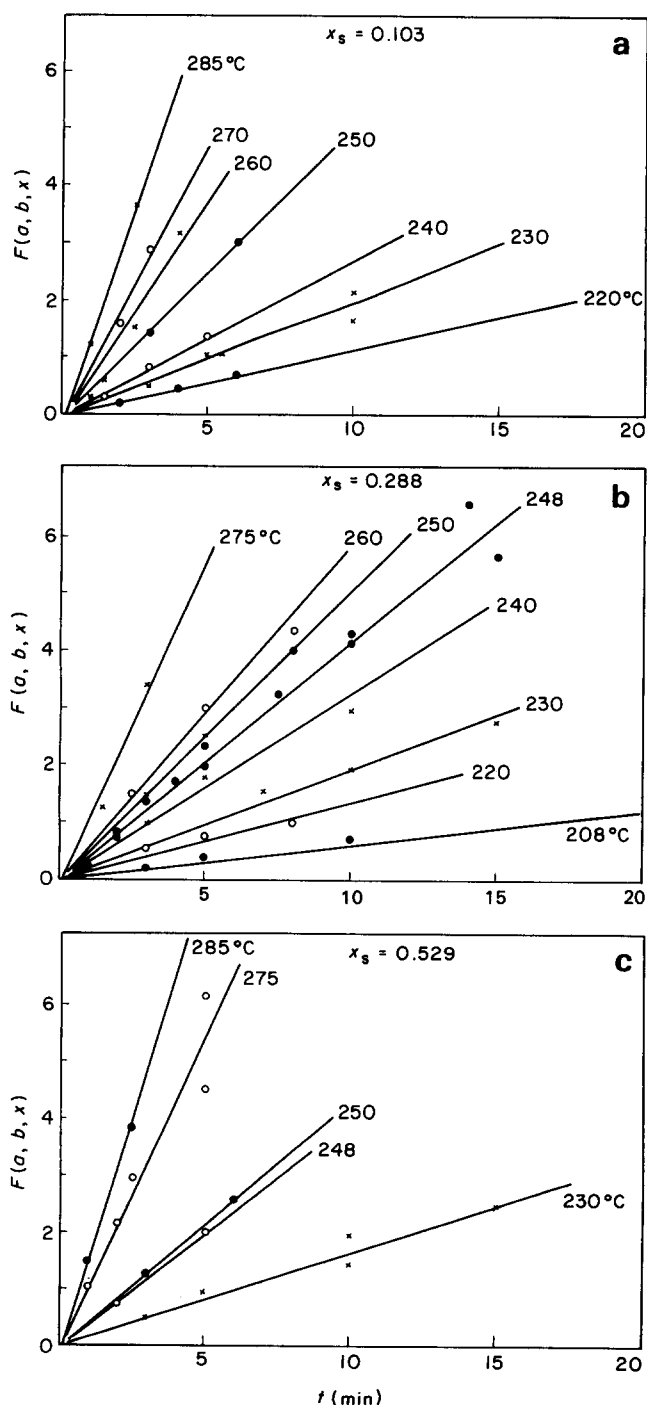 x_s = 0.103
a
285°C
270
260
250
240
230
220°C
F(a, b, x)
6
4
2
0
5
10
15
20
x_s = 0.288
b
275°C
260
250
248
240
230
220
208°C
F(a, b, x)
6
4
2
0
5
10
15
20
x_s = 0.529
c
285°C
275
250
248
230°C
F(a, b, x)
6
4
2
0
5
10
15
20
t (min)